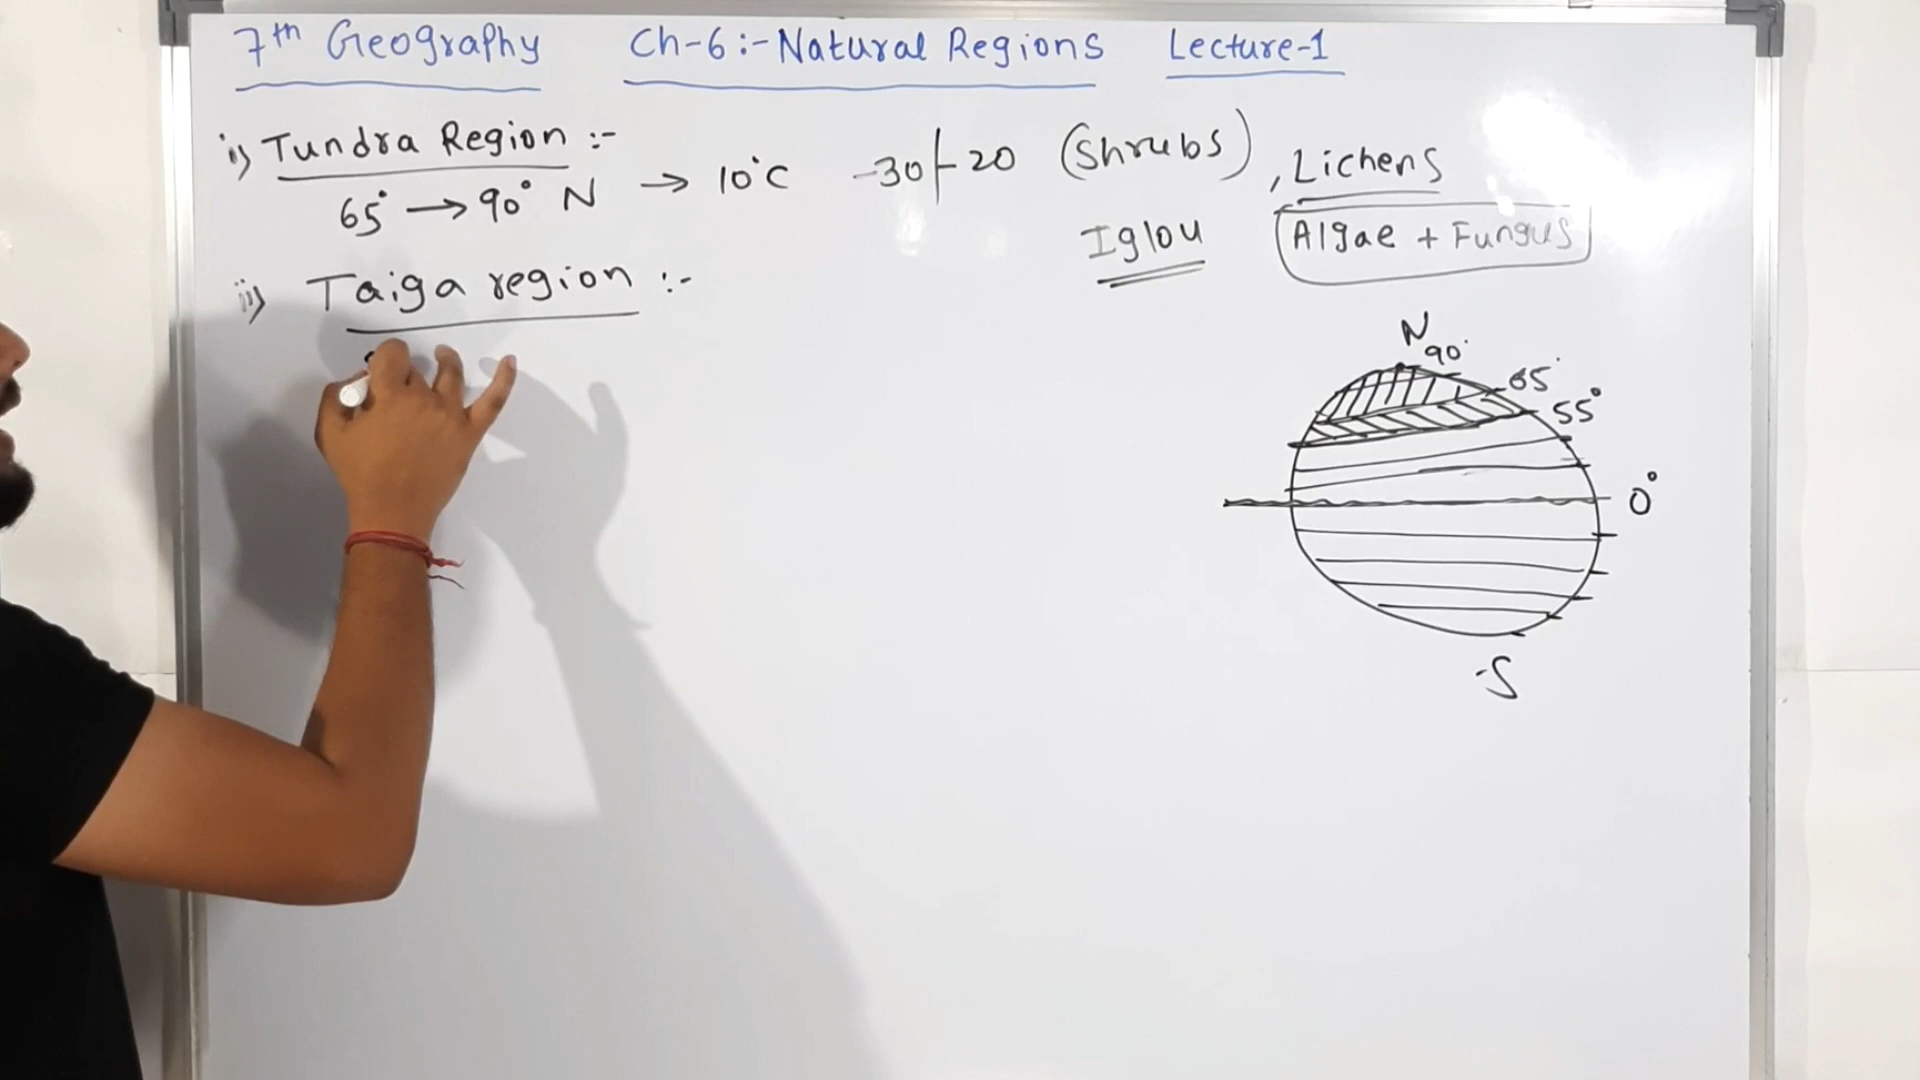 7th Geography Ch-6:- Natural Regions Lecture-1
i) Tundra Region :-
65° → 90° N → 10°C -30/-20 (Shrubs), Lichens
Iglou Algae + Fungus
ii) Taiga region :-
N
90°
65°
55°
0°
S